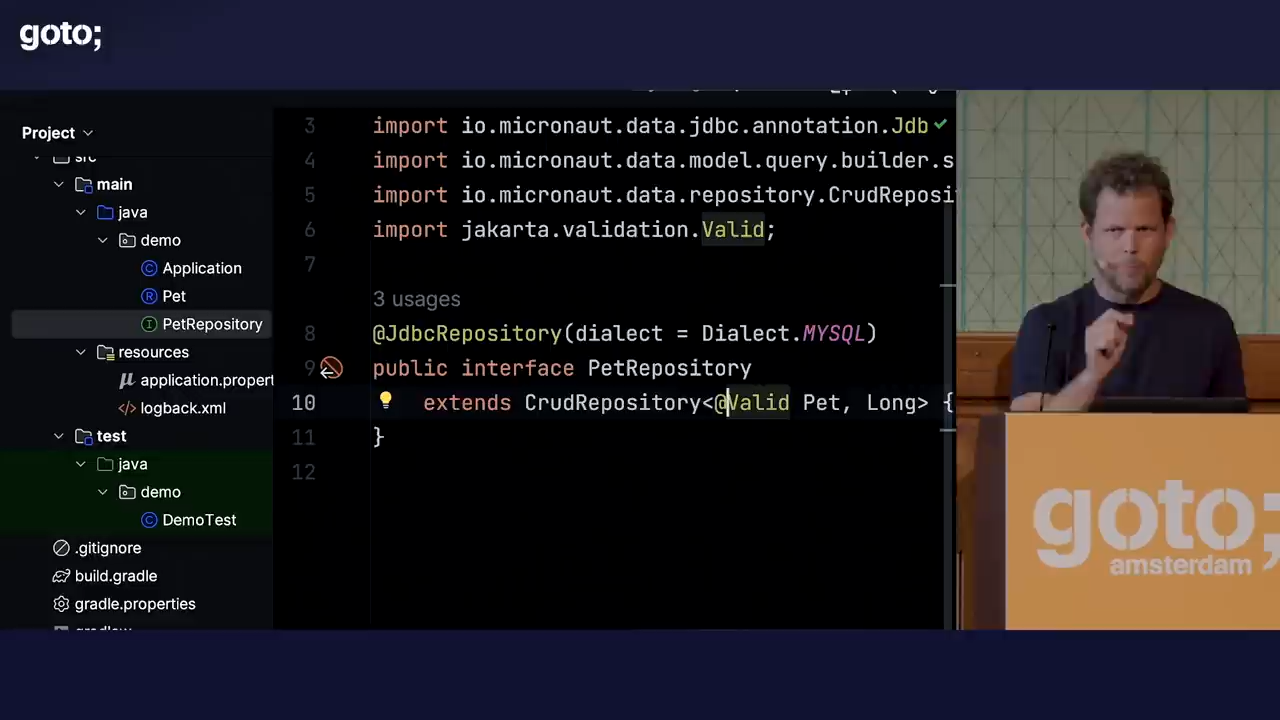 goto;
Project
src
main
java
demo
Application
Pet
PetRepository
resources
application.propert
logback.xml
test
java
demo
DemoTest
.gitignore
build.gradle
gradle.properties
3 import io.micronaut.data.jdbc.annotation.Jdb
4 import io.micronaut.data.model.query.builder.s
5 import io.micronaut.data.repository.CrudReposi
6 import jakarta.validation.Valid;
7
3 usages
8 @JdbcRepository(dialect = Dialect.MYSQL)
9 public interface PetRepository
10 extends CrudRepository<@Valid Pet, Long> {
11 }
12
goto;
amsterdam